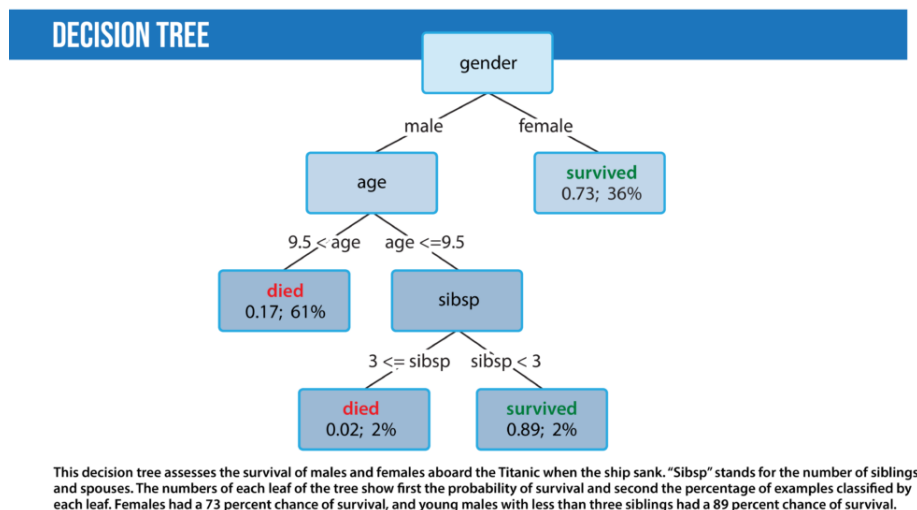 DECISION TREE
gender
male
female
age
survived
0.73; 36%
9.5 < age
age <=9.5
died
0.17; 61%
sibsp
3 <= sibsp
sibsp < 3
died
0.02; 2%
survived
0.89; 2%
This decision tree assesses the survival of males and females aboard the Titanic when the ship sank. “Sibsp” stands for the number of siblings
and spouses. The numbers of each leaf of the tree show first the probability of survival and second the percentage of examples classified by
each leaf. Females had a 73 percent chance of survival, and young males with less than three siblings had a 89 percent chance of survival.